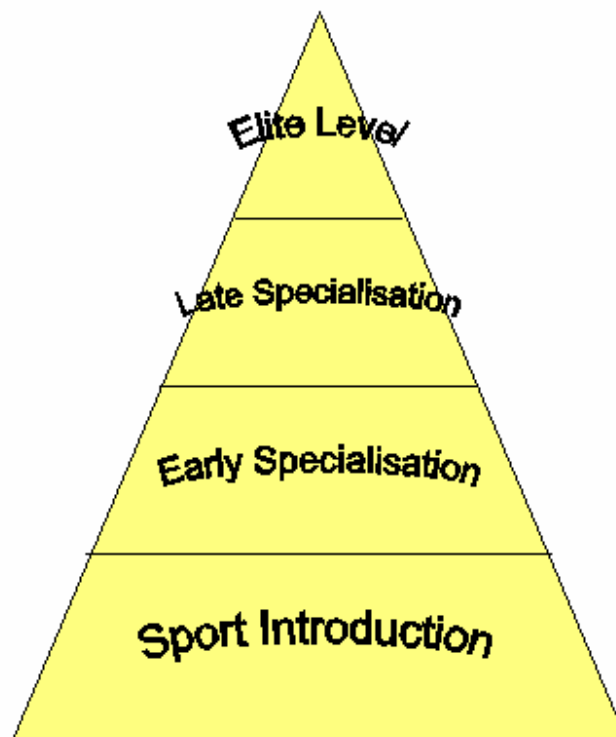 Elite Level
Late Specialisation
Early Specialisation
Sport Introduction